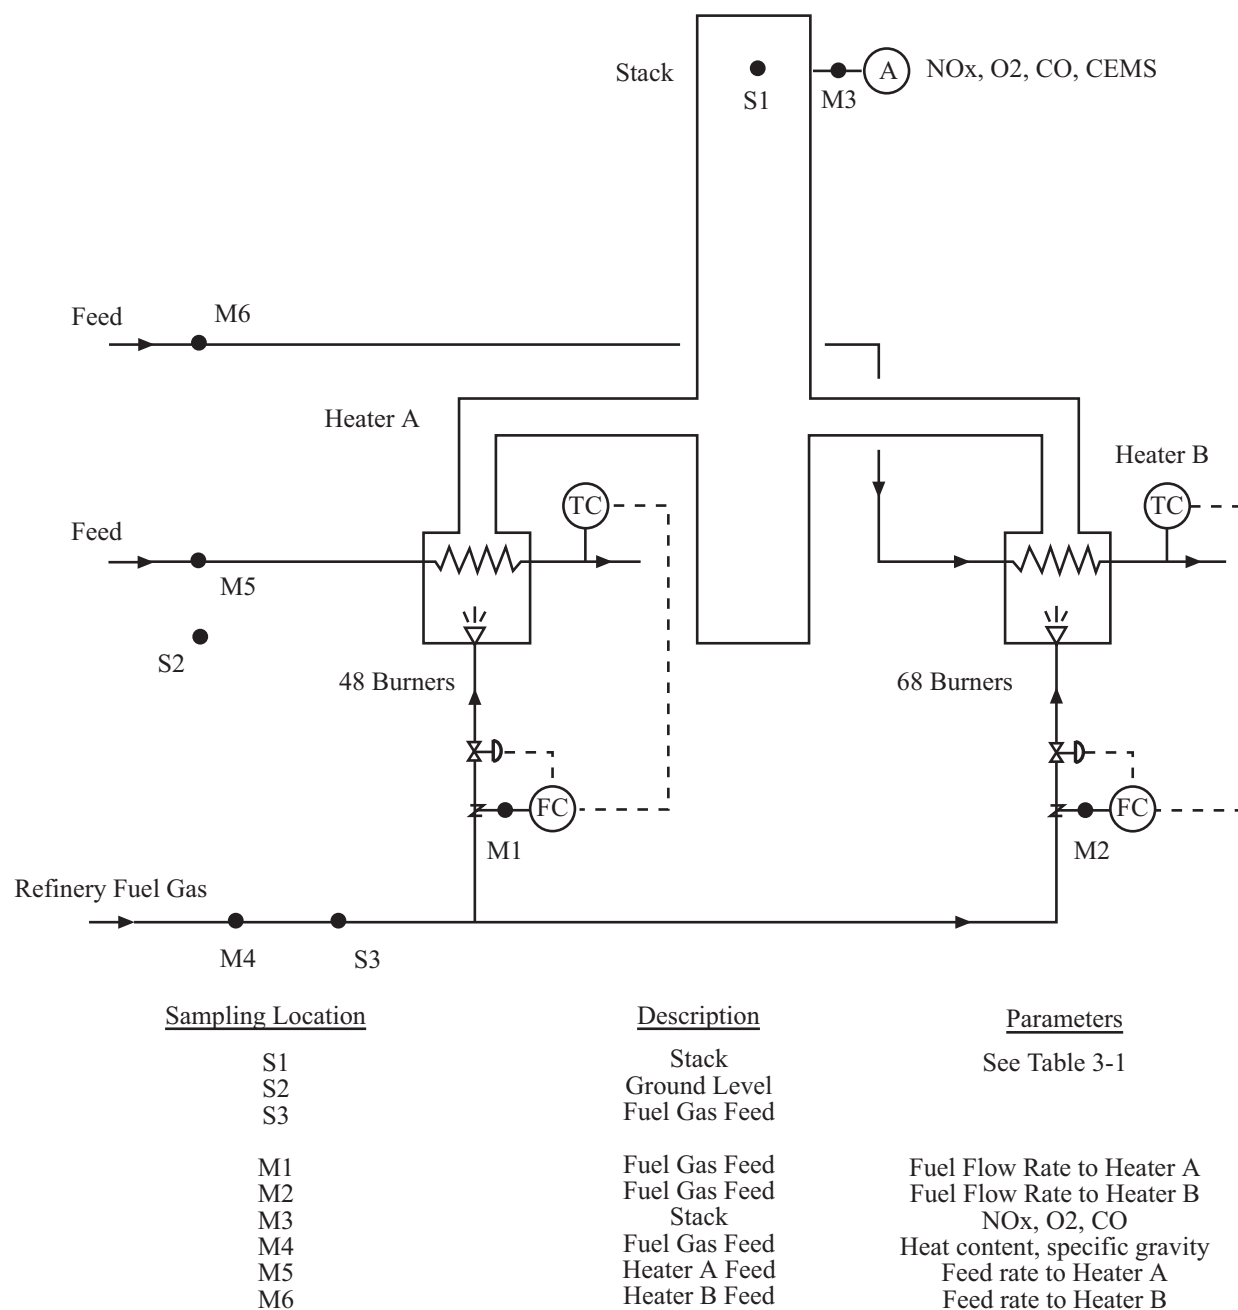 Stack
S1
M3
A
NOx, O2, CO, CEMS
Feed
M6
Heater A
Heater B
Feed
M5
TC
TC
S2
48 Burners
68 Burners
FC
FC
M1
M2
Refinery Fuel Gas
M4
S3
Sampling Location Description Parameters
S1 Stack See Table 3-1
S2 Ground Level
S3 Fuel Gas Feed
M1 Fuel Gas Feed Fuel Flow Rate to Heater A
M2 Fuel Gas Feed Fuel Flow Rate to Heater B
M3 Stack NOx, O2, CO
M4 Fuel Gas Feed Heat content, specific gravity
M5 Heater A Feed Feed rate to Heater A
M6 Heater B Feed Feed rate to Heater B